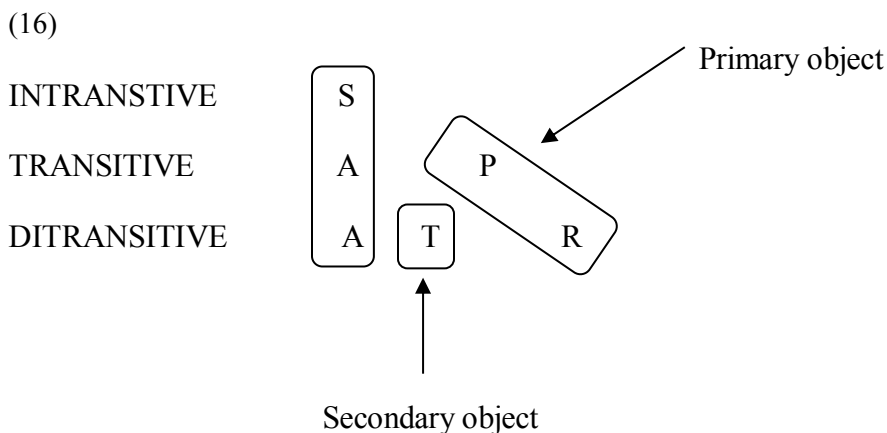 (16)
Primary object
INTRANSTIVE S
TRANSITIVE A P
DITRANSITIVE A T R
Secondary object